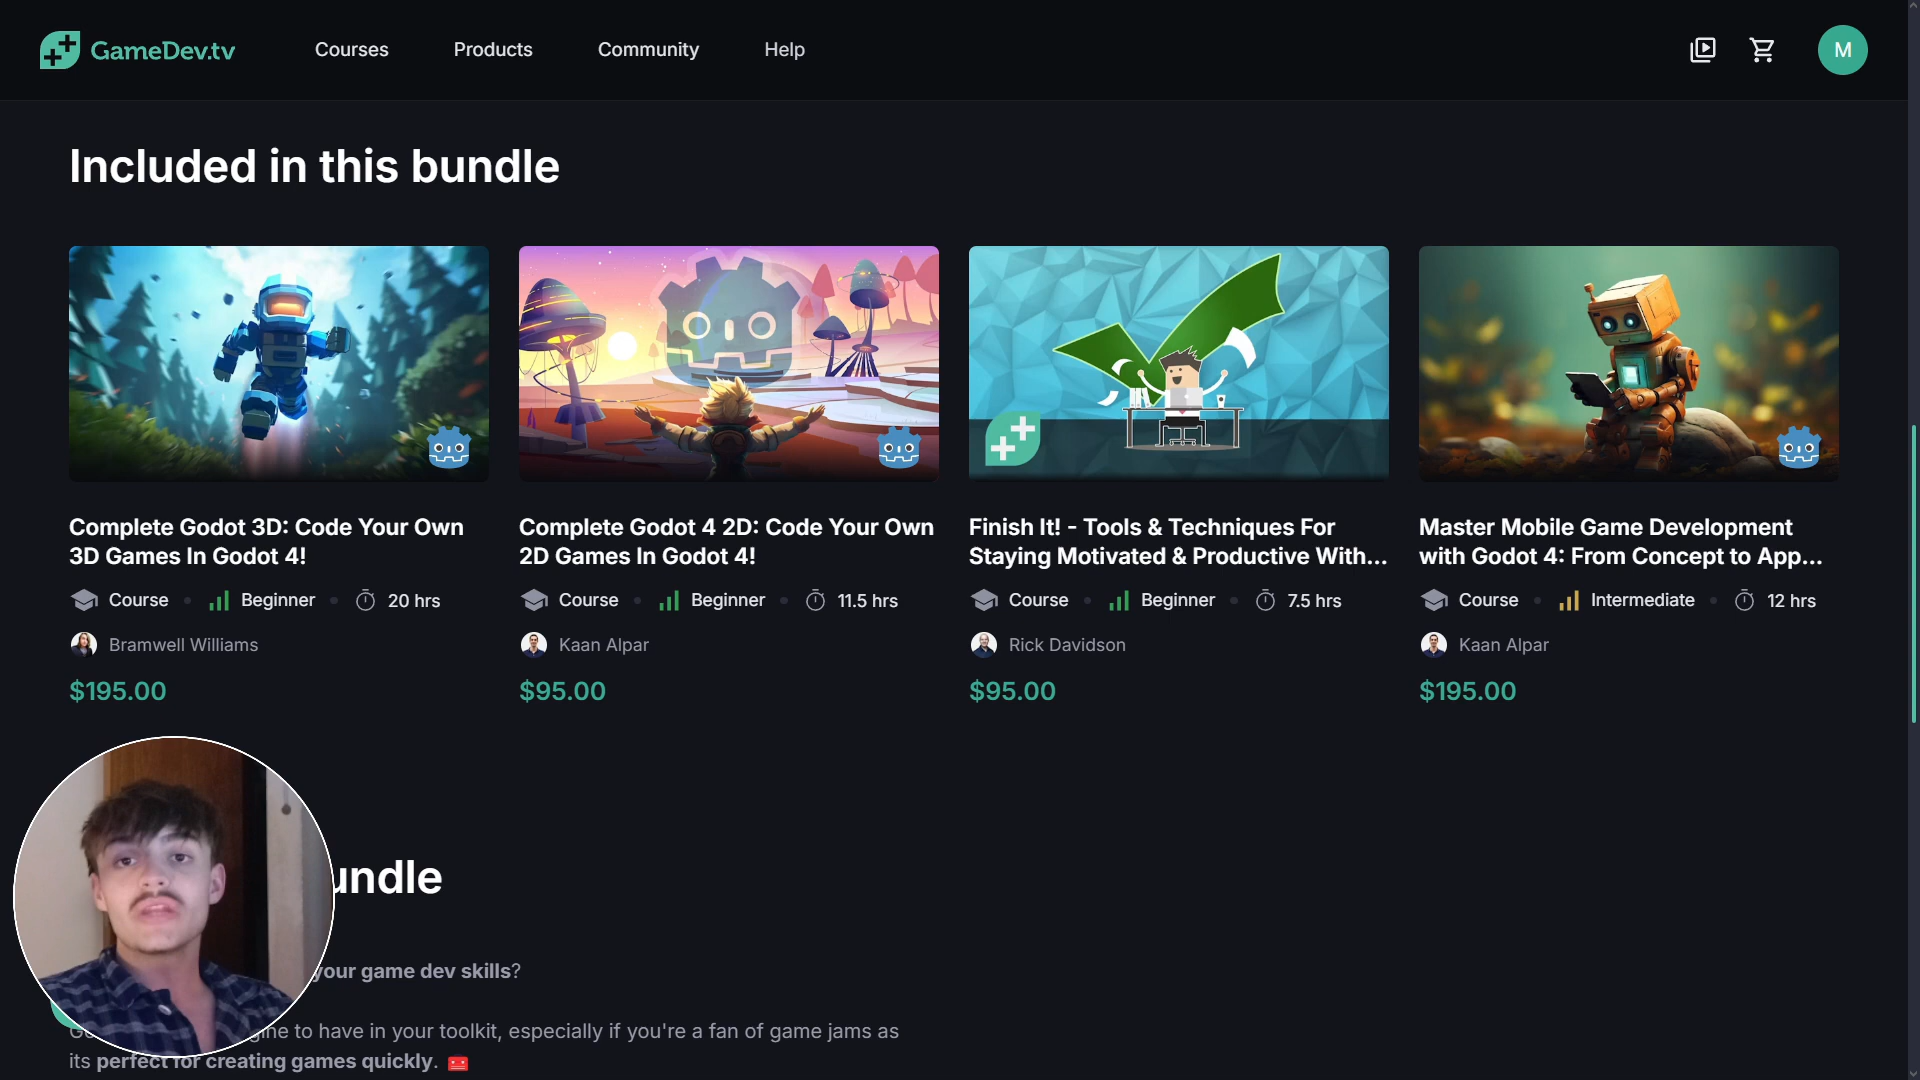 GameDev.tv
Courses
Products
Community
Help
M
Included in this bundle
Complete Godot 3D: Code Your Own
3D Games In Godot 4!
Course
Beginner
20 hrs
Bramwell Williams
$195.00
Complete Godot 4 2D: Code Your Own
2D Games In Godot 4!
Course
Beginner
11.5 hrs
Kaan Alpar
$95.00
Finish It! - Tools & Techniques For
Staying Motivated & Productive With...
Course
Beginner
7.5 hrs
Rick Davidson
$95.00
Master Mobile Game Development
with Godot 4: From Concept to App...
Course
Intermediate
12 hrs
Kaan Alpar
$195.00
undle
your game dev skills?
to have in your toolkit, especially if you're a fan of game jams as
its perfect for creating games quickly.